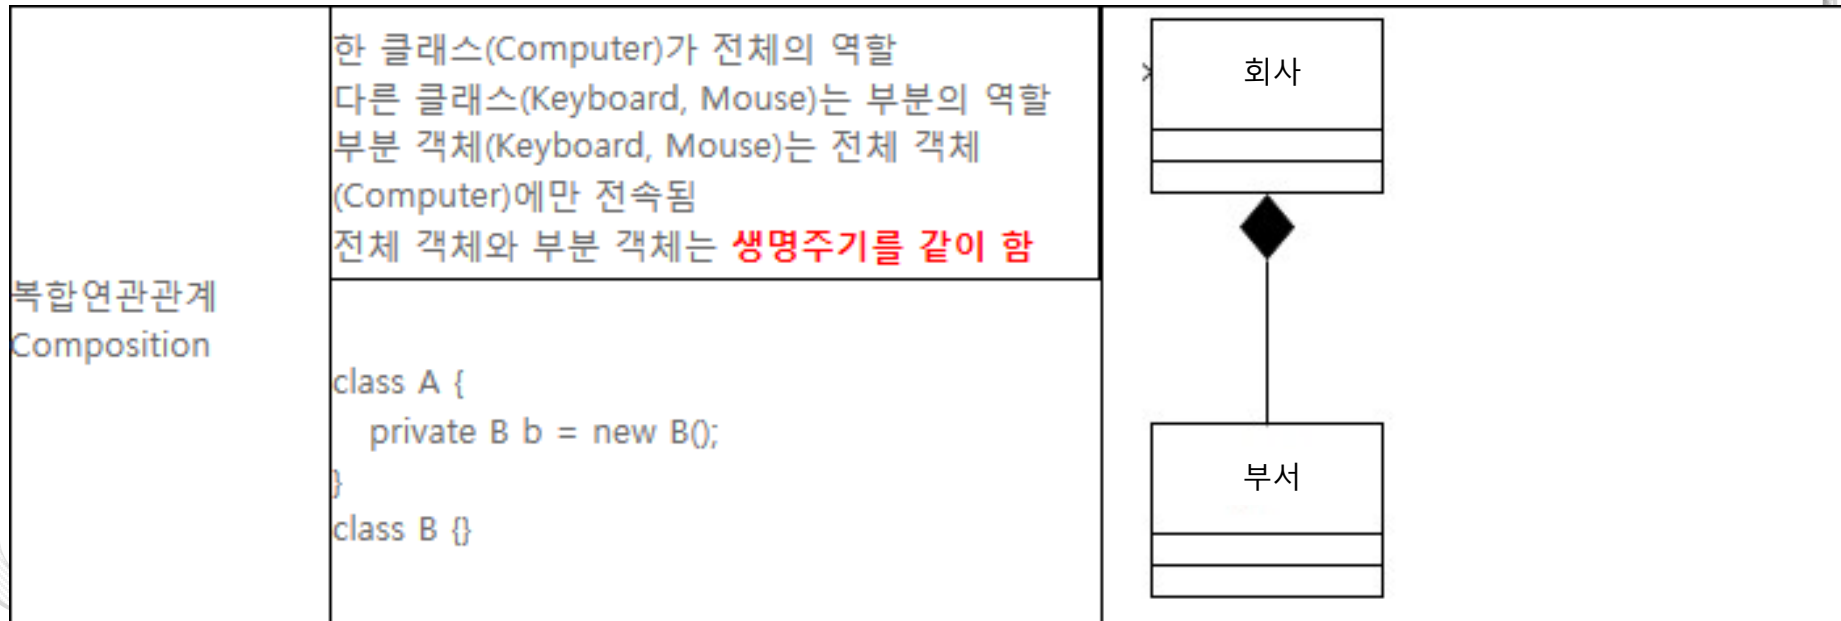 복합연관관계
Composition
한 클래스(Computer)가 전체의 역할
다른 클래스(Keyboard, Mouse)는 부분의 역할
부분 객체(Keyboard, Mouse)는 전체 객체
(Computer)에만 전속됨
전체 객체와 부분 객체는 생명주기를 같이 함
class A {
private B b = new B();
}
class B {}
회사
부서